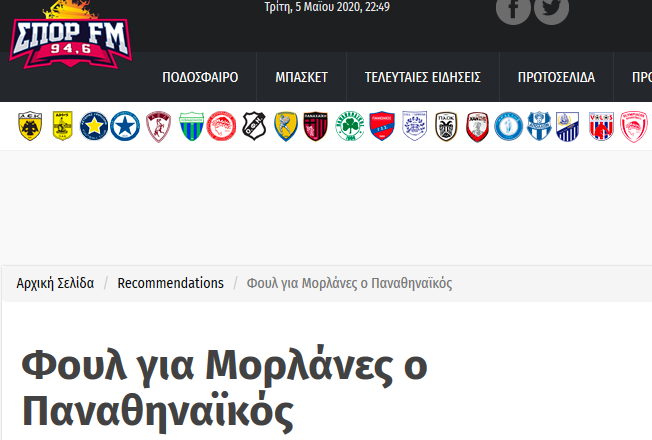 Τρίτη, 5 Μαΐου 2020, 22:49
ΣΠΟΡ FM
94,6
ΠΟΔΟΣΦΑΙΡΟ ΜΠΑΣΚΕΤ ΤΕΛΕΥΤΑΙΕΣ ΕΙΔΗΣΕΙΣ ΠΡΩΤΟΣΕΛΙΔΑ ΠΡΟ
Αρχική Σελίδα / Recommendations / Φουλ για Μορλάνες ο Παναθηναϊκός
Φουλ για Μορλάνες ο
Παναθηναϊκός